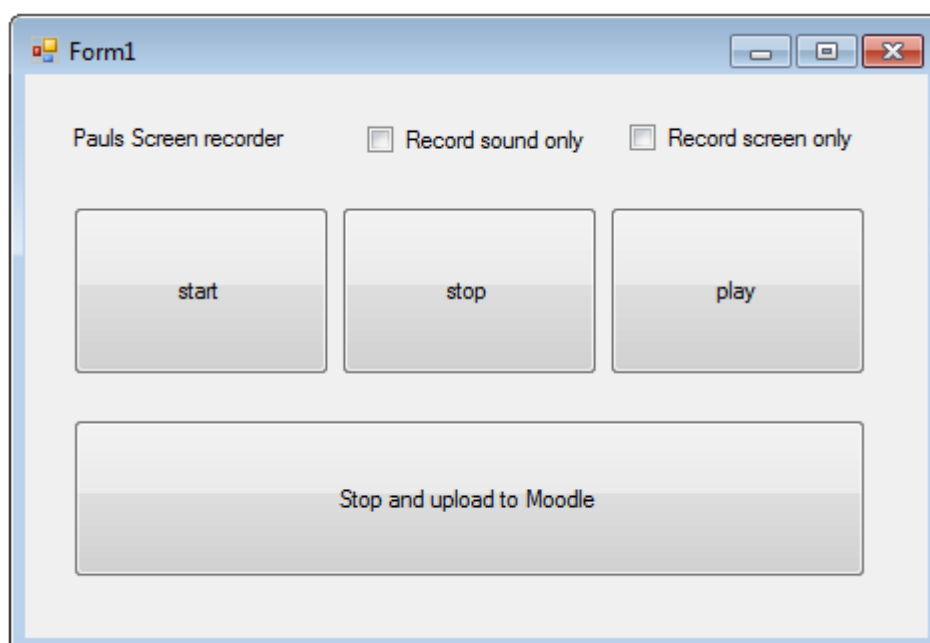 Form1
Pauls Screen recorder Record sound only Record screen only
start stop play
Stop and upload to Moodle